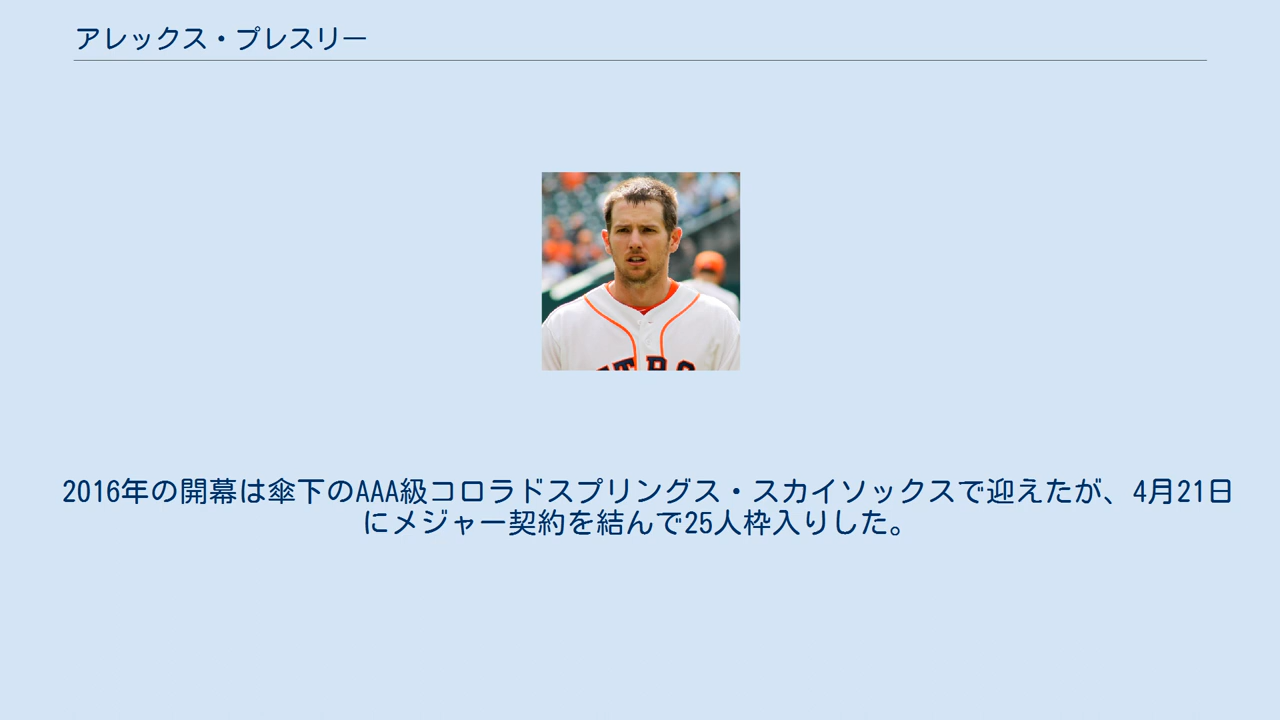 アレックス・プレスリー
2016年の開幕は傘下のAAA級コロラドスプリングス・スカイソックスで迎えたが、4月21日
にメジャー契約を結んで25人枠入りした。